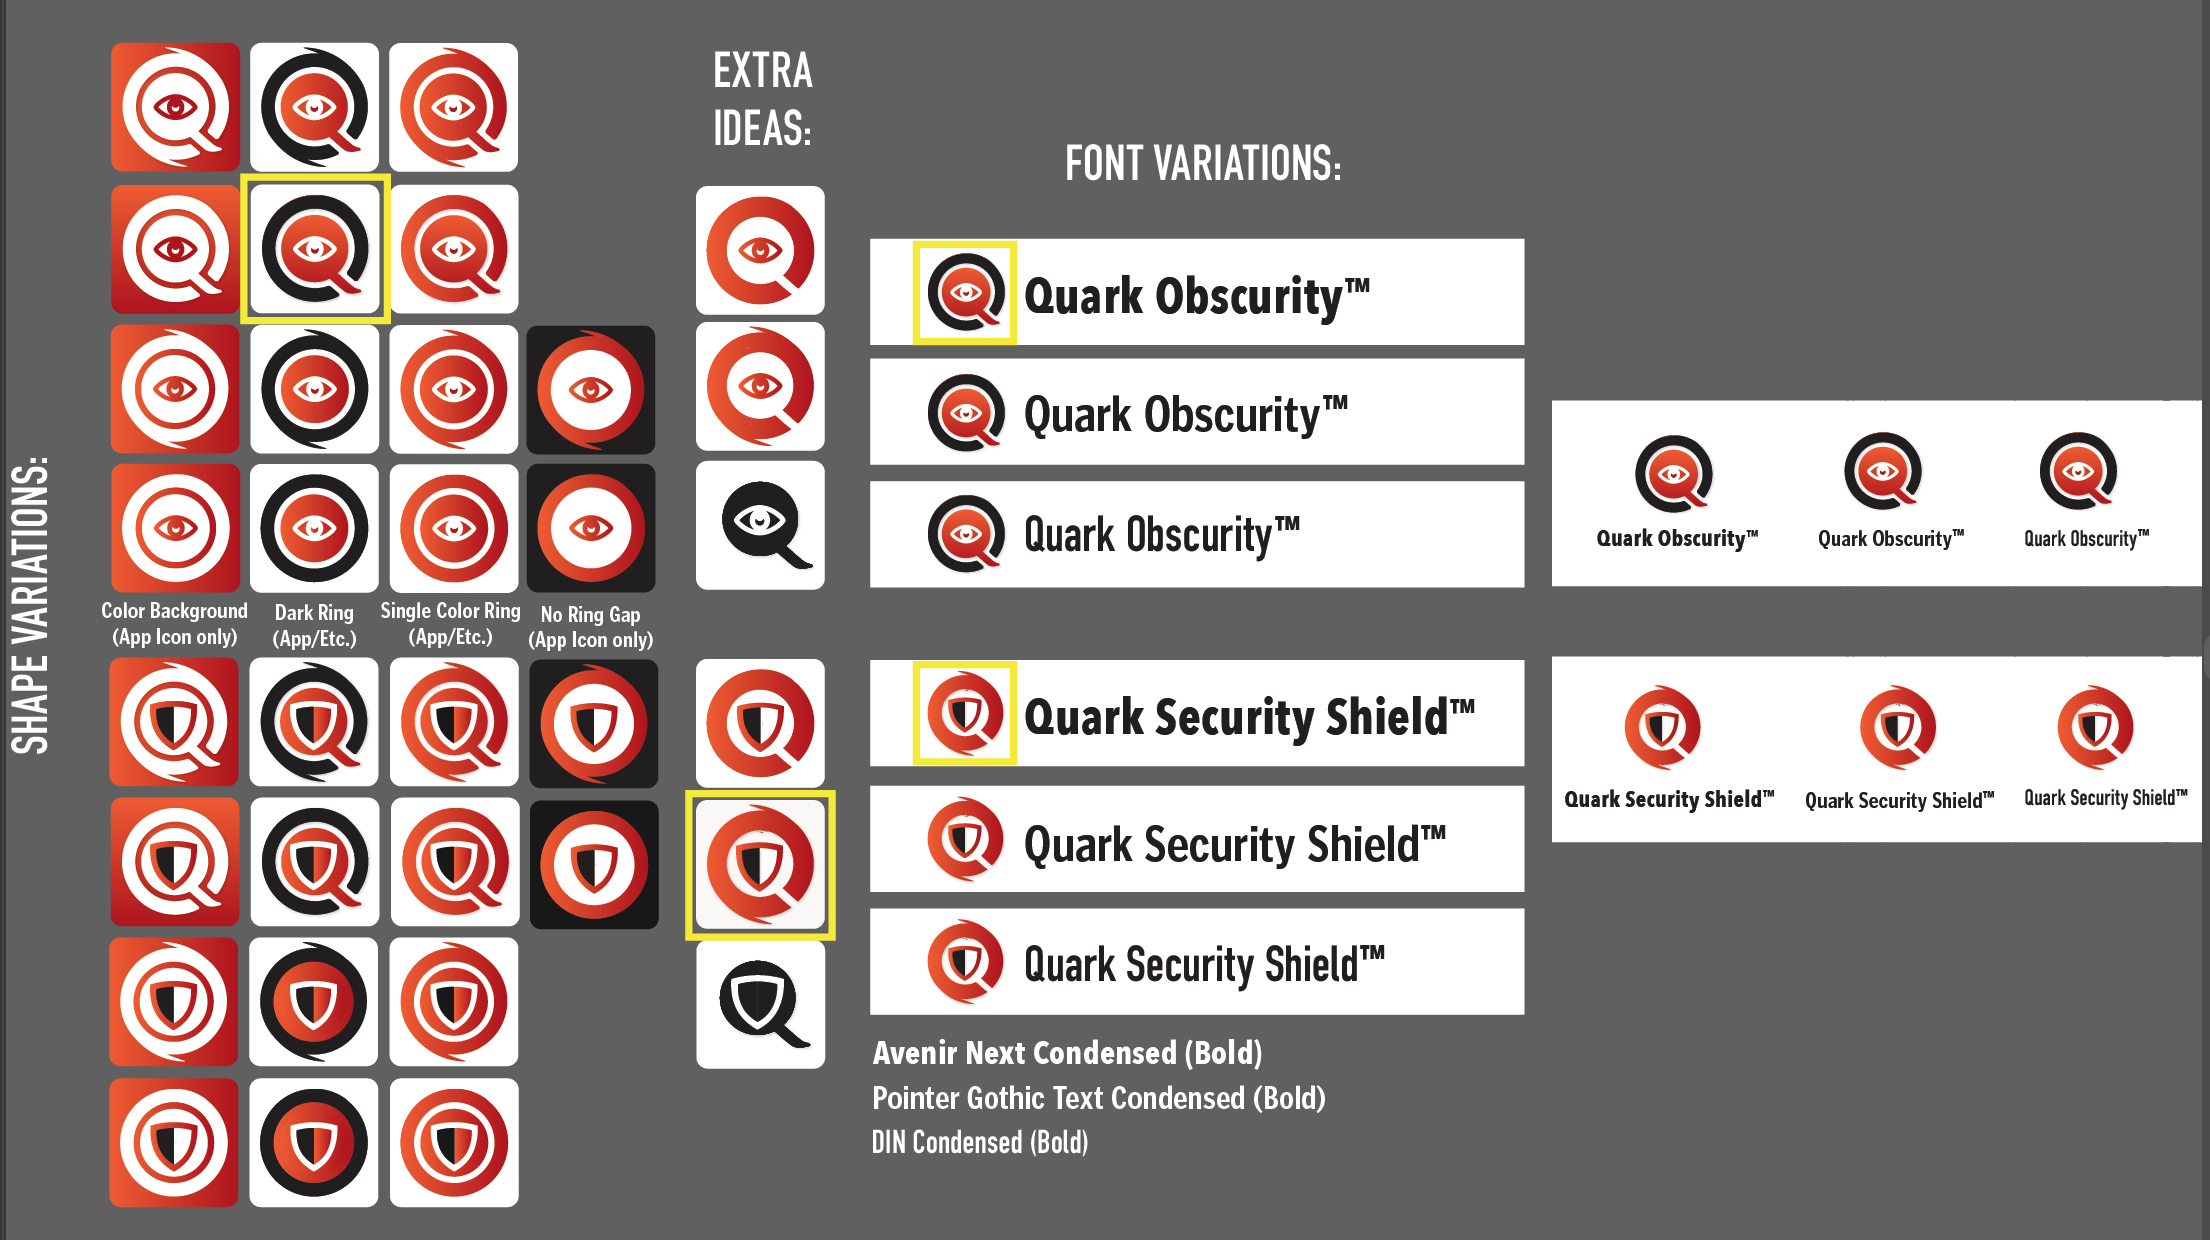 SHAPE VARIATIONS:
Color Background
(App Icon only)
Dark Ring
(App/Etc.)
Single Color Ring
(App/Etc.)
No Ring Gap
(App Icon only)
EXTRA
IDEAS:
FONT VARIATIONS:
Quark Obscurity™
Quark Obscurity™
Quark Obscurity™
Quark Security Shield™
Quark Security Shield™
Quark Security Shield™
Avenir Next Condensed (Bold)
Pointer Gothic Text Condensed (Bold)
DIN Condensed (Bold)
Quark Obscurity™
Quark Obscurity™
Quark Obscurity™
Quark Security Shield™
Quark Security Shield™
Quark Security Shield™